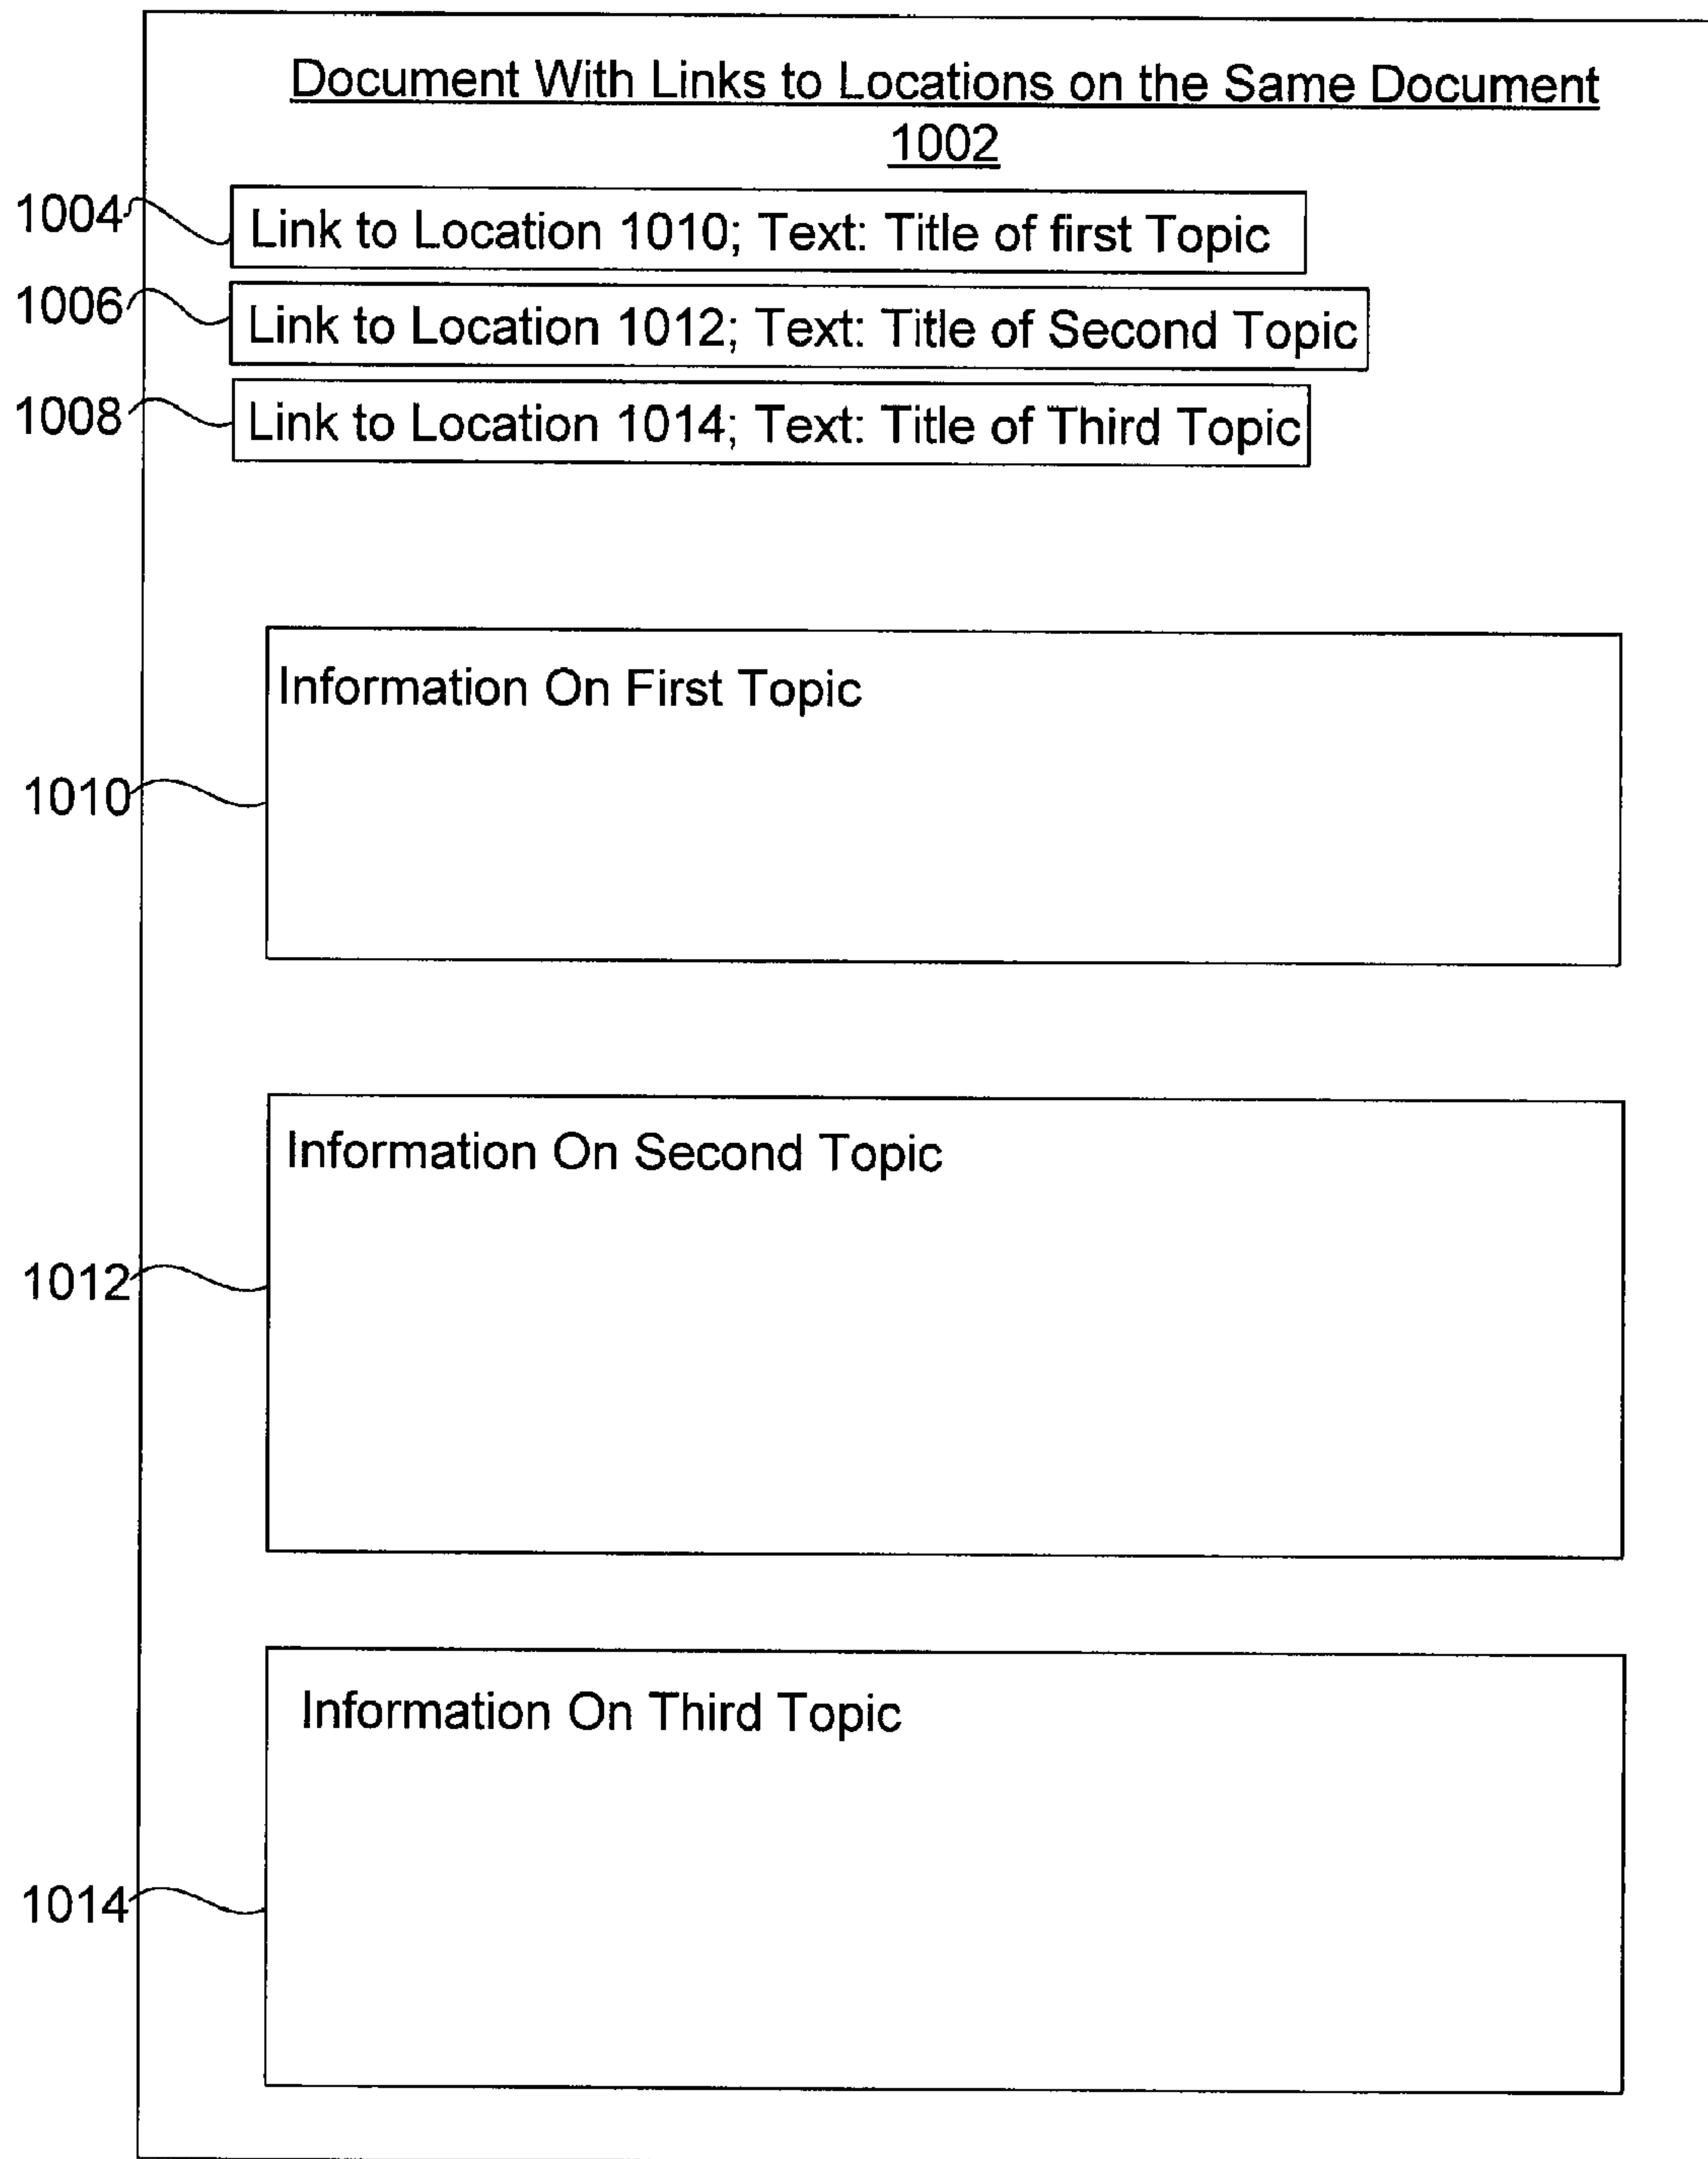 Document With Links to Locations on the Same Document
1002
1004
Link to Location 1010; Text: Title of first Topic
1006
Link to Location 1012; Text: Title of Second Topic
1008
Link to Location 1014; Text: Title of Third Topic
Information On First Topic
1010
Information On Second Topic
1012
Information On Third Topic
1014